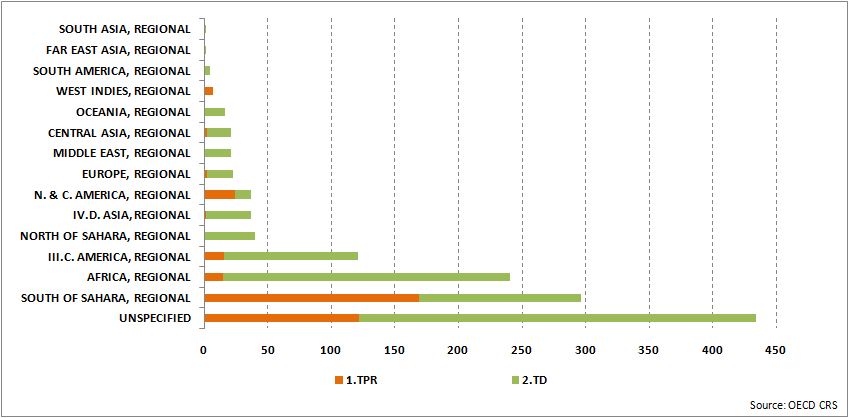 SOUTH ASIA, REGIONAL
FAR EAST ASIA, REGIONAL
SOUTH AMERICA, REGIONAL
WEST INDIES, REGIONAL
OCEANIA, REGIONAL
CENTRAL ASIA, REGIONAL
MIDDLE EAST, REGIONAL
EUROPE, REGIONAL
N. & C. AMERICA, REGIONAL
IV.D. ASIA, REGIONAL
NORTH OF SAHARA, REGIONAL
III.C. AMERICA, REGIONAL
AFRICA, REGIONAL
SOUTH OF SAHARA, REGIONAL
UNSPECIFIED
0 50 100 150 200 250 300 350 400 450
1.TPR 2.TD
Source: OECD CRS